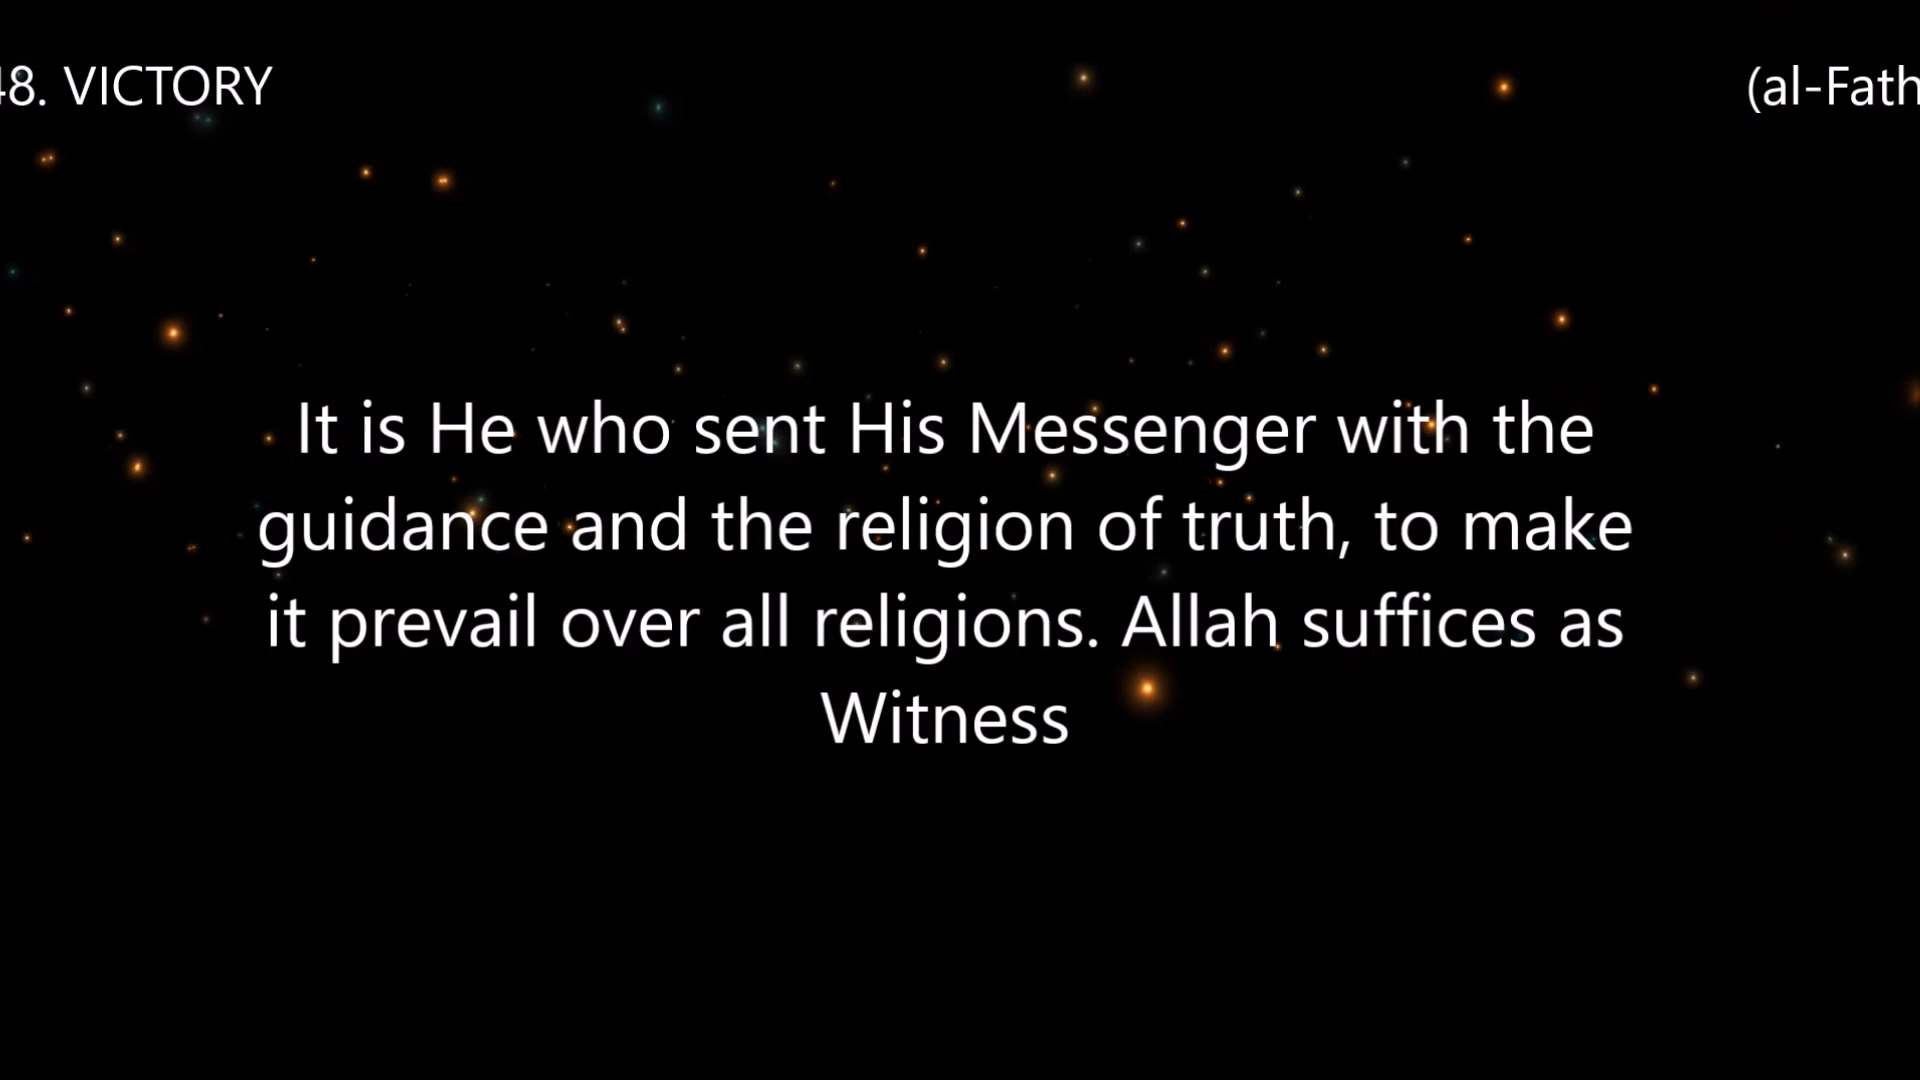 48. VICTORY
(al-Fath
It is He who sent His Messenger with the
guidance and the religion of truth, to make
it prevail over all religions. Allah suffices as
Witness